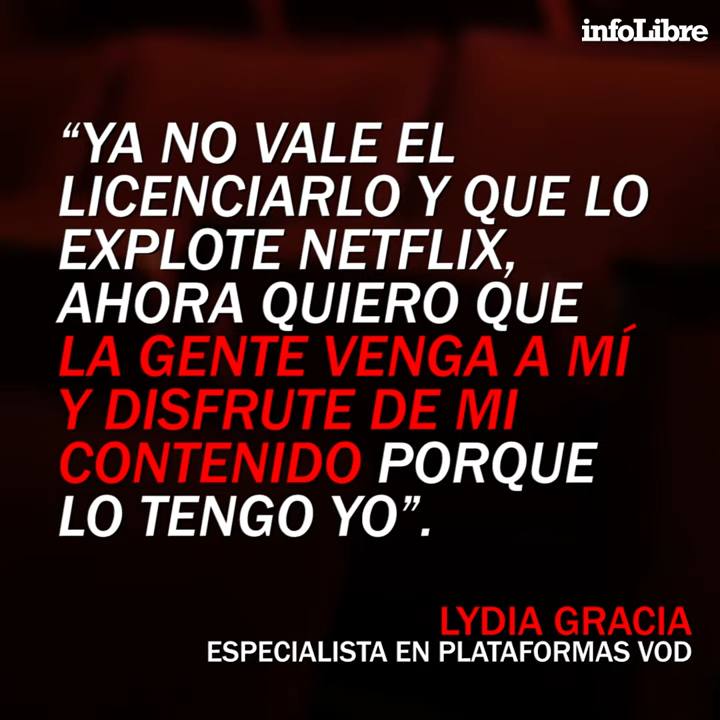 infoLibre
“YA NO VALE EL
LICENCIARLO Y QUE LO
EXPLOTE NETFLIX,
AHORA QUIERO QUE
LA GENTE VENGA A MÍ
Y DISFRUTE DE MI
CONTENIDO PORQUE
LO TENGO YO”.
LYDIA GRACIA
ESPECIALISTA EN PLATAFORMAS VOD